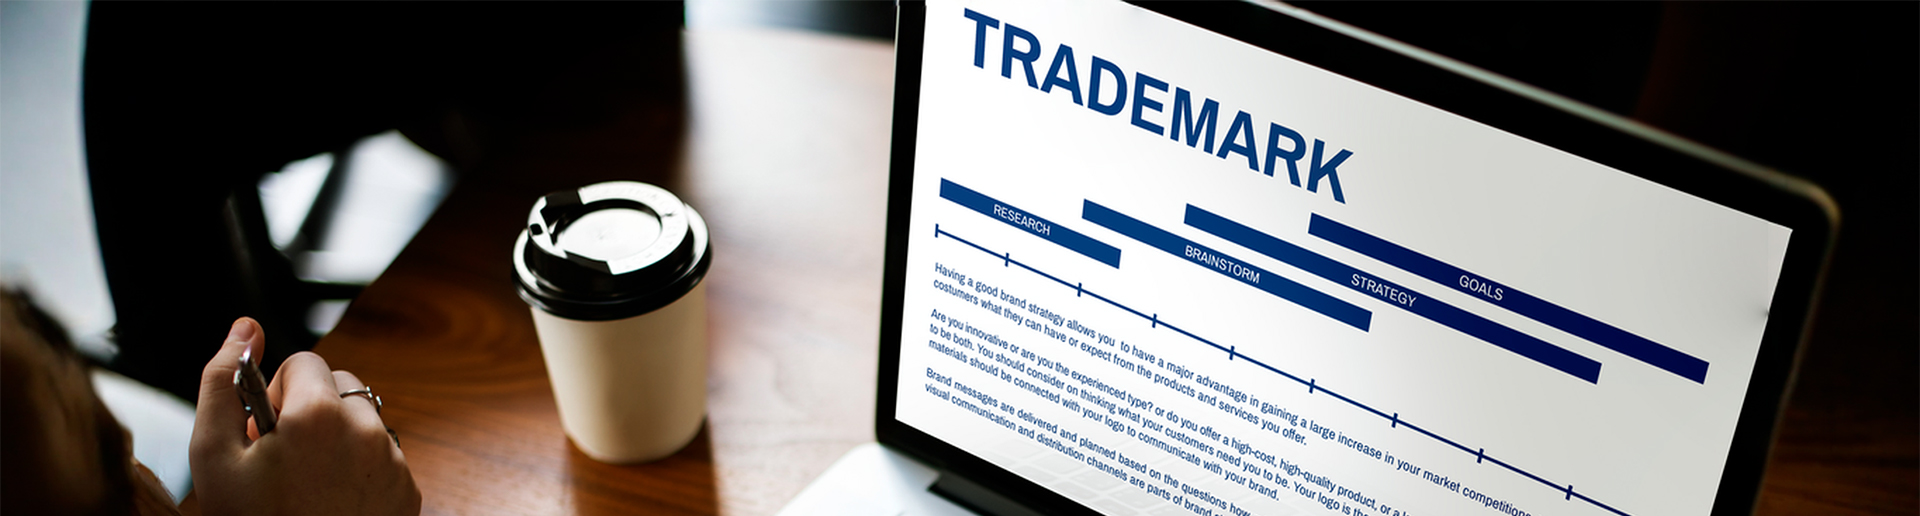 TRADEMARK
RESEARCH
BRAINSTORM
STRATEGY
GOALS
Having a good brand strategy allows you to have a major advantage in gaining a large increase in your market competitions
costumers what they can have or expect from the products and services you offer.
Are you innovative or are you the experienced type? or do you offer a high-cost, high-quality product, or a
to be both. You should consider on thinking what your customers need you to be. Your logo is the
materials should be connected with your logo to communicate with your brand.
Brand messages are delivered and planned based on the questions how
visual communication and distribution channels are parts of brand